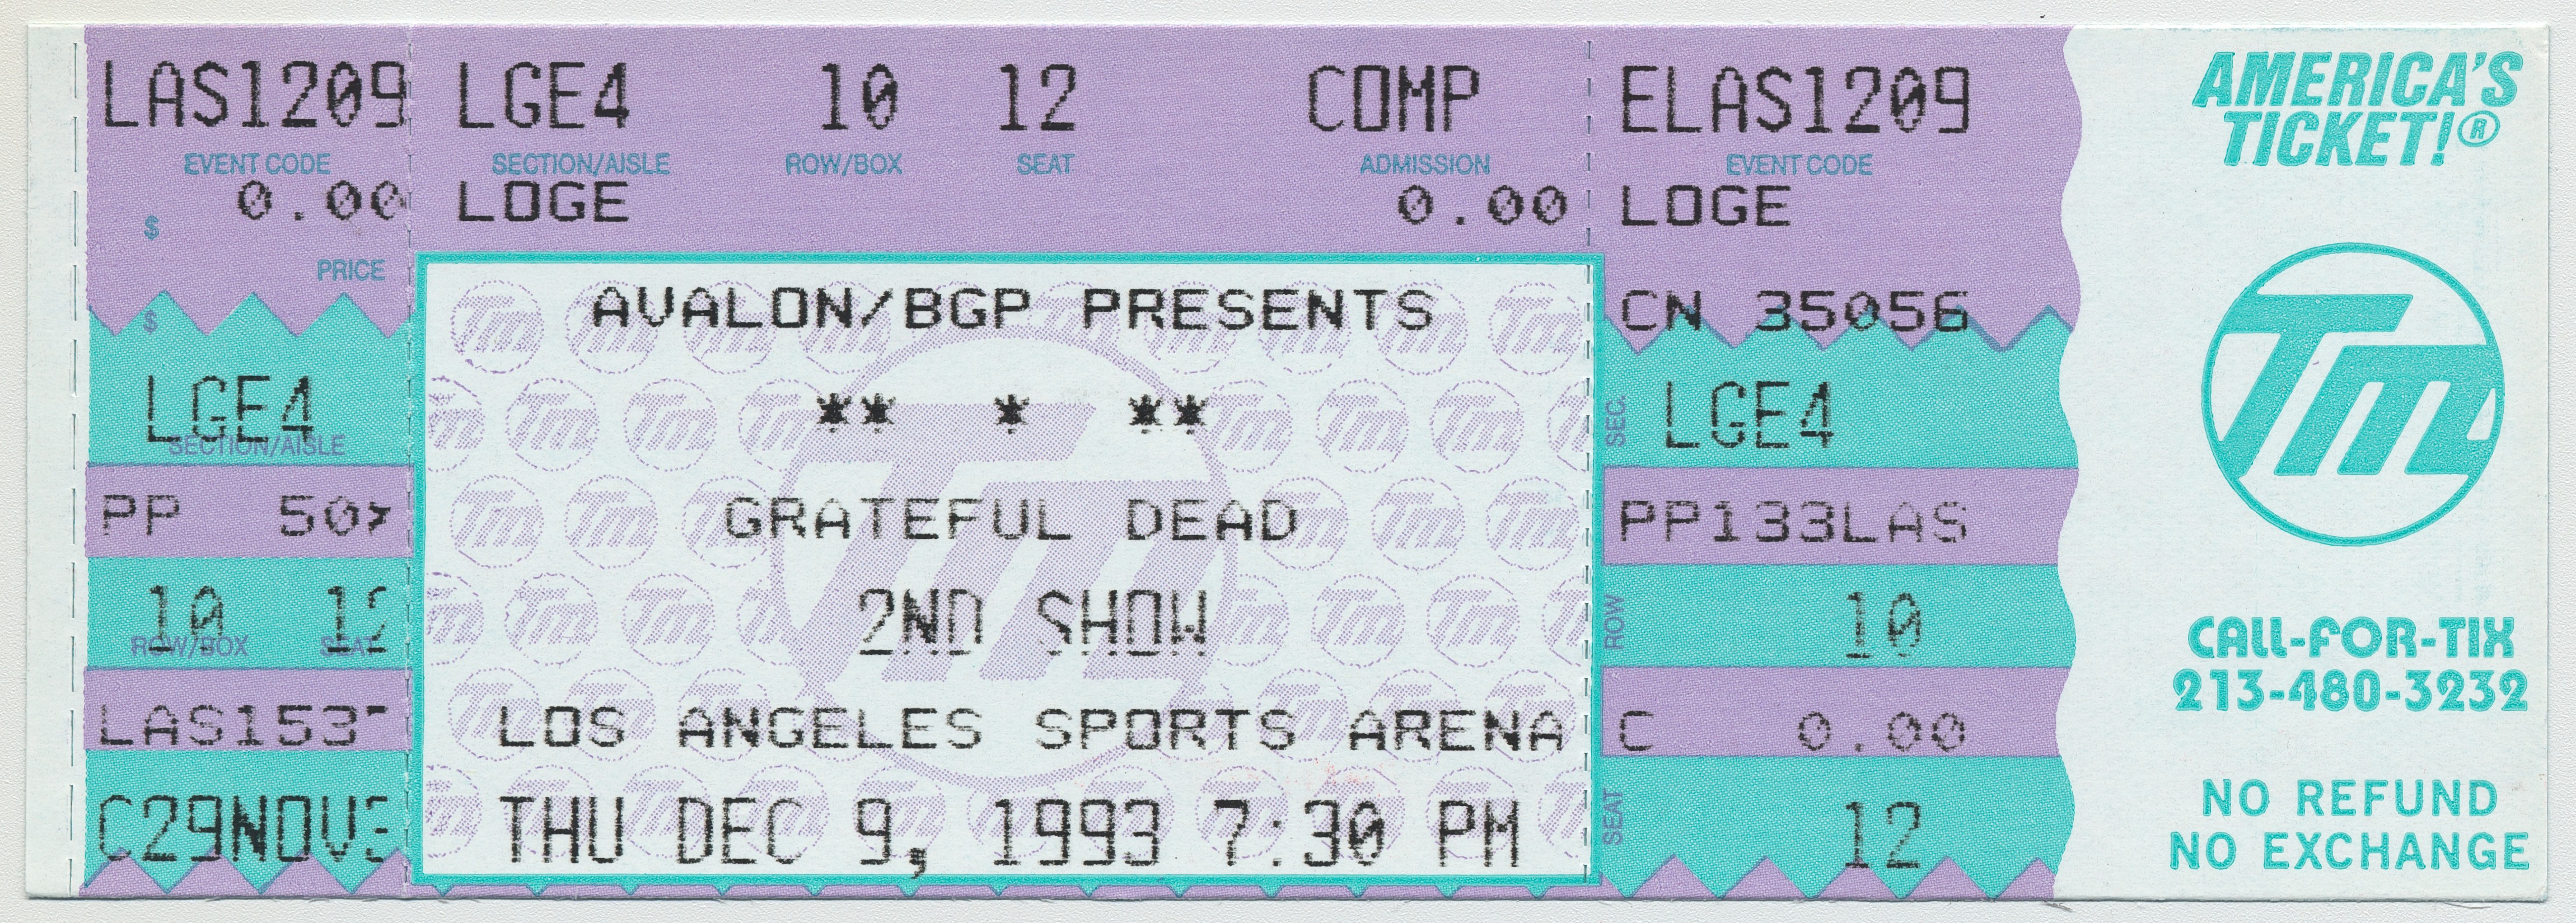 LAS1209
EVENT CODE
$ 0.00
PRICE
$
LGE4
SECTION/AISLE
PP 50
10 12
ROW/BOX SEAT
LAS153
C29NOV3
LGE4 10 12 COMP
SECTION/AISLE ROW/BOX SEAT ADMISSION
LOGE 0.00
AVALON/BGP PRESENTS
** * **
GRATEFUL DEAD
2ND SHOW
LOS ANGELES SPORTS ARENA
THU DEC 9, 1993 7:30 PM
ELAS1209
EVENT CODE
LOGE
CN 35056
SEC. LGE4
PP133LAS
ROW 10
C 0.00
SEAT 12
AMERICA'S
TICKET!®
Tm
CALL-FOR-TIX
213-480-3232
NO REFUND
NO EXCHANGE